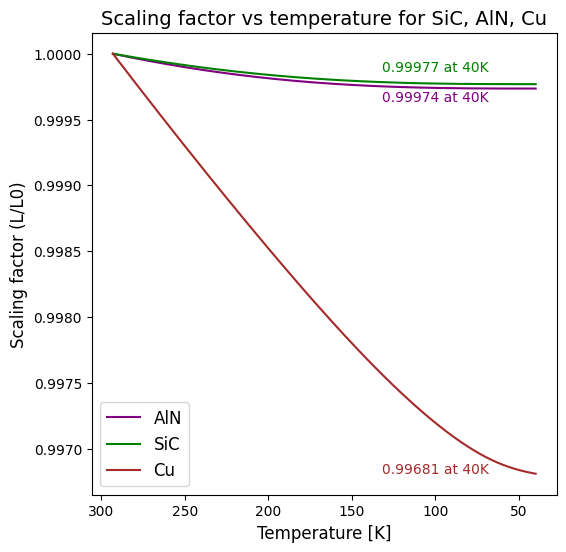 Scaling factor vs temperature for SiC, AlN, Cu
1.0000
0.9995
0.9990
0.9985
0.9980
0.9975
0.9970
Scaling factor (L/L0)
0.99977 at 40K
0.99974 at 40K
0.99681 at 40K
AlN
SiC
Cu
300
250
200
150
100
50
Temperature [K]